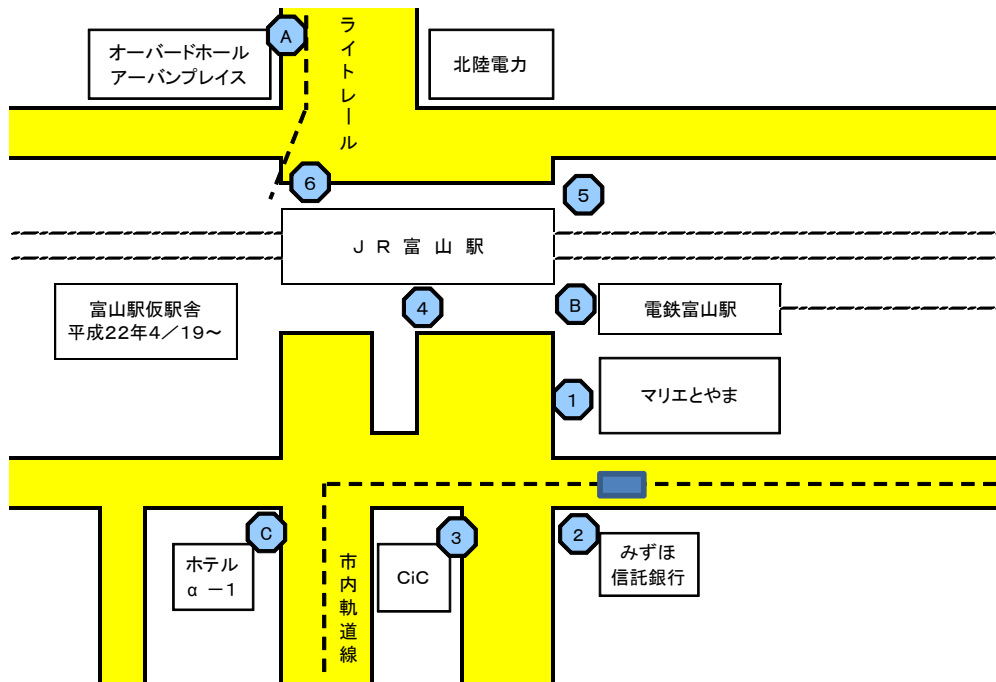 A
ライトレール
オーバードホール
アーバンプレイス
北陸電力
6
5
ＪＲ富山駅
富山駅仮駅舎
平成22年4／19～
4
B
電鉄富山駅
1
マリエとやま
C
3
2
ホテル
α－1
市内軌道線
CiC
みずほ
信託銀行